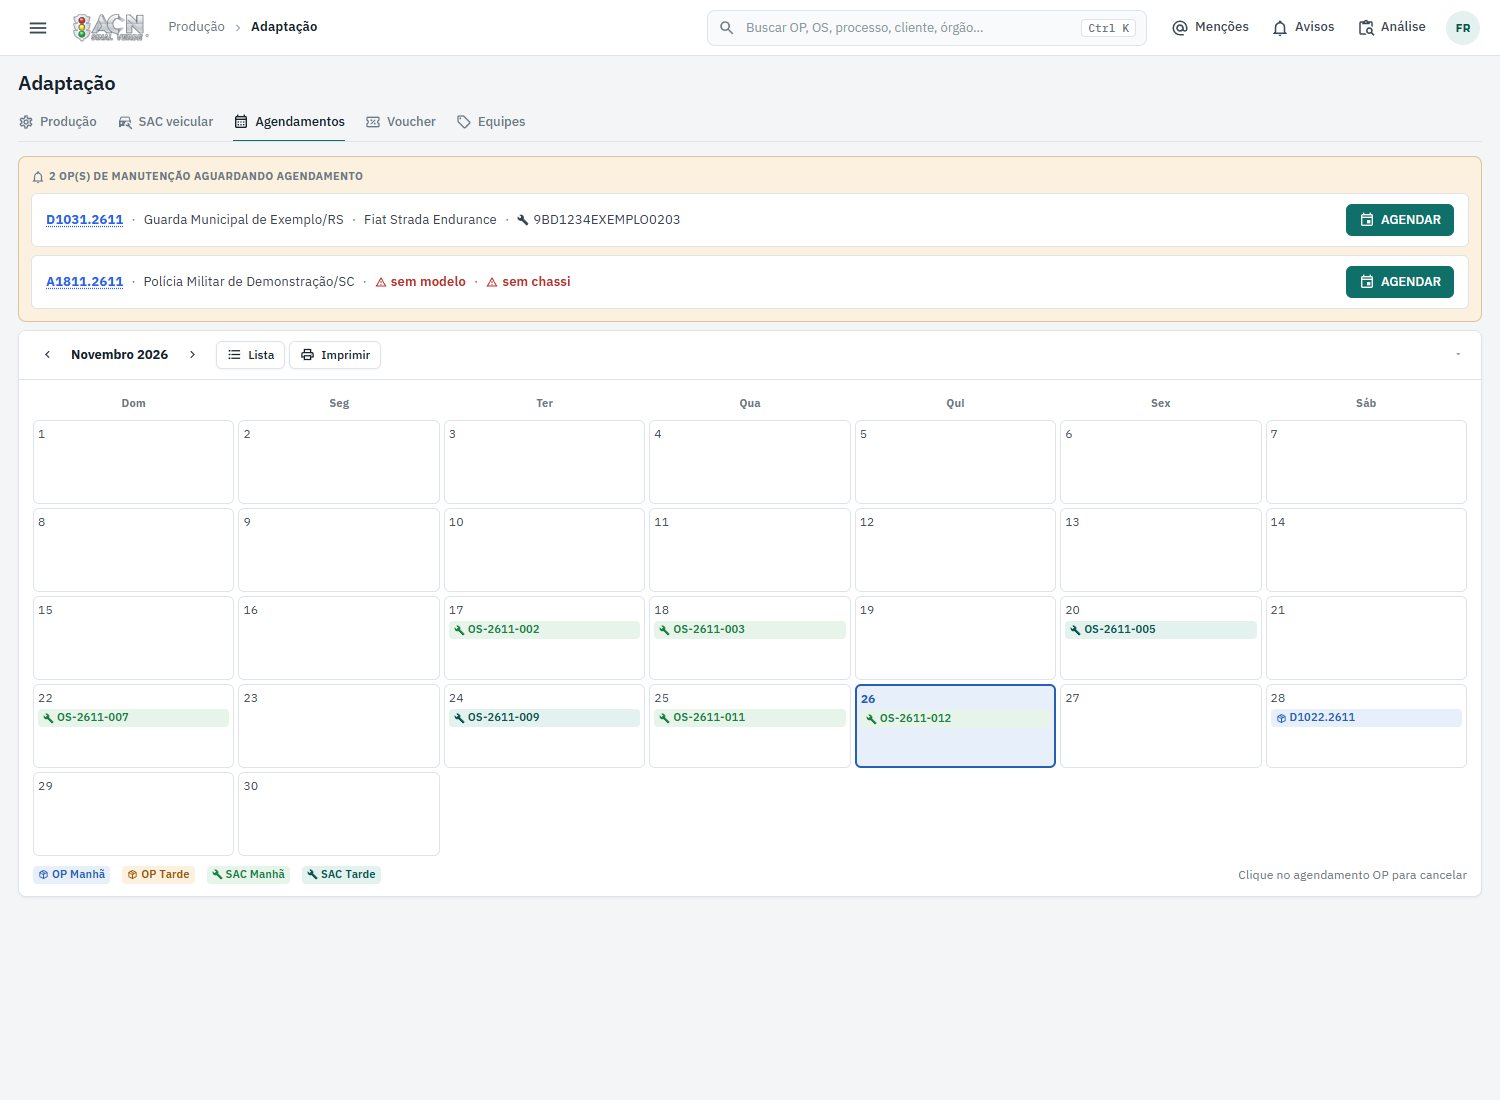 ACN
SINAL VERDE
Produção › Adaptação
Buscar OP, OS, processo, cliente, órgão... Ctrl K
Menções
Avisos
Análise
FR
Adaptação
Produção SAC veicular Agendamentos Voucher Equipes
2 OP(S) DE MANUTENÇÃO AGUARDANDO AGENDAMENTO
D1031.2611 · Guarda Municipal de Exemplo/RS · Fiat Strada Endurance · 9BD1234EXEMPLO0203 AGENDAR
A1811.2611 · Polícia Militar de Demonstração/SC · sem modelo · sem chassi AGENDAR
Novembro 2026 Lista Imprimir
Dom Seg Ter Qua Qui Sex Sáb
1 2 3 4 5 6 7
8 9 10 11 12 13 14
15 16 17 18 19 20 21
OS-2611-002 OS-2611-003 OS-2611-005
22 23 24 25 26 27 28
OS-2611-007 OS-2611-009 OS-2611-011 OS-2611-012 D1022.2611
29 30
OP Manhã OP Tarde SAC Manhã SAC Tarde Clique no agendamento OP para cancelar